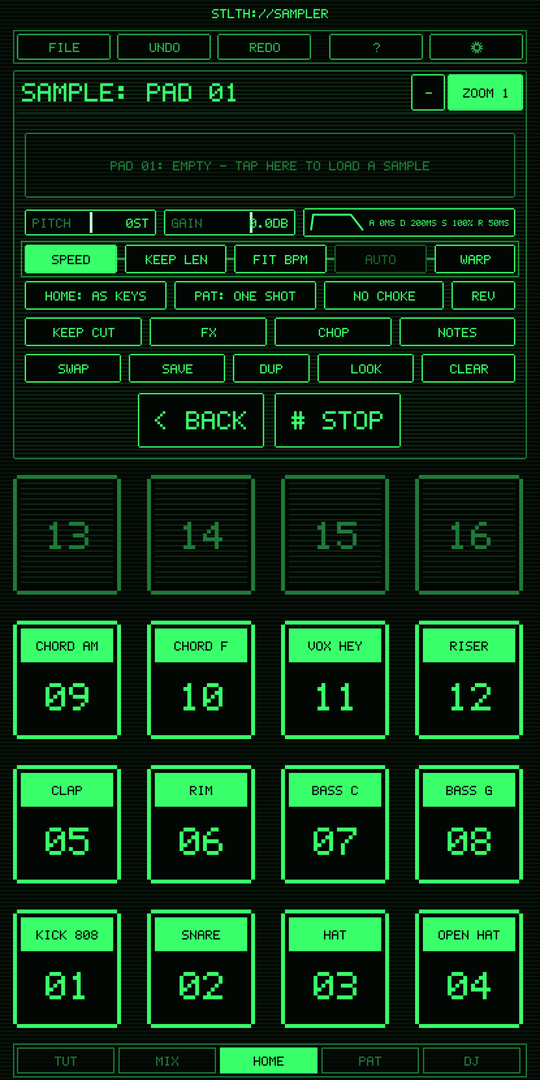 STLTH://SAMPLER
FILE UNDO REDO ?
SAMPLE: PAD 01 - ZOOM 1
PAD 01: EMPTY - TAP HERE TO LOAD A SAMPLE
PITCH 0ST GAIN 0.0DB A 0MS D 200MS S 100% R 50MS
SPEED KEEP LEN FIT BPM AUTO WARP
HOME: AS KEYS PAT: ONE SHOT NO CHOKE REV
KEEP CUT FX CHOP NOTES
SWAP SAVE DUP LOOK CLEAR
< BACK # STOP
13 14 15 16
CHORD AM CHORD F VOX HEY RISER
09 10 11 12
CLAP RIM BASS C BASS G
05 06 07 08
KICK 808 SNARE HAT OPEN HAT
01 02 03 04
TUT MIX HOME PAT DJ